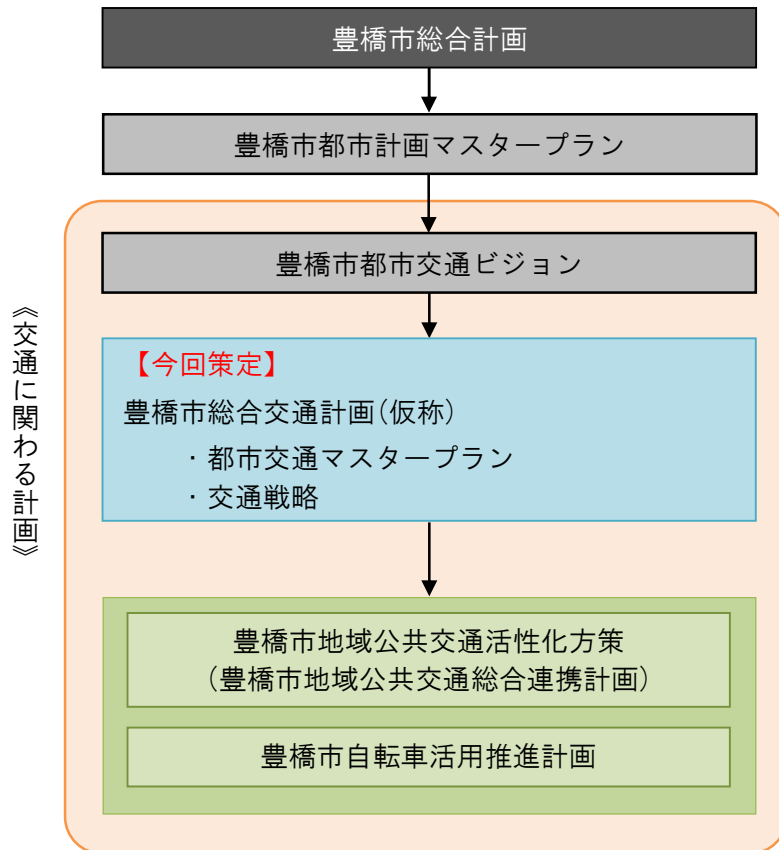 豊橋市総合計画
豊橋市都市計画マスタープラン
《交通に関わる計画》
豊橋市都市交通ビジョン
【今回策定】
豊橋市総合交通計画(仮称)
・都市交通マスタープラン
・交通戦略
豊橋市地域公共交通活性化方策
(豊橋市地域公共交通総合連携計画)
豊橋市自転車活用推進計画